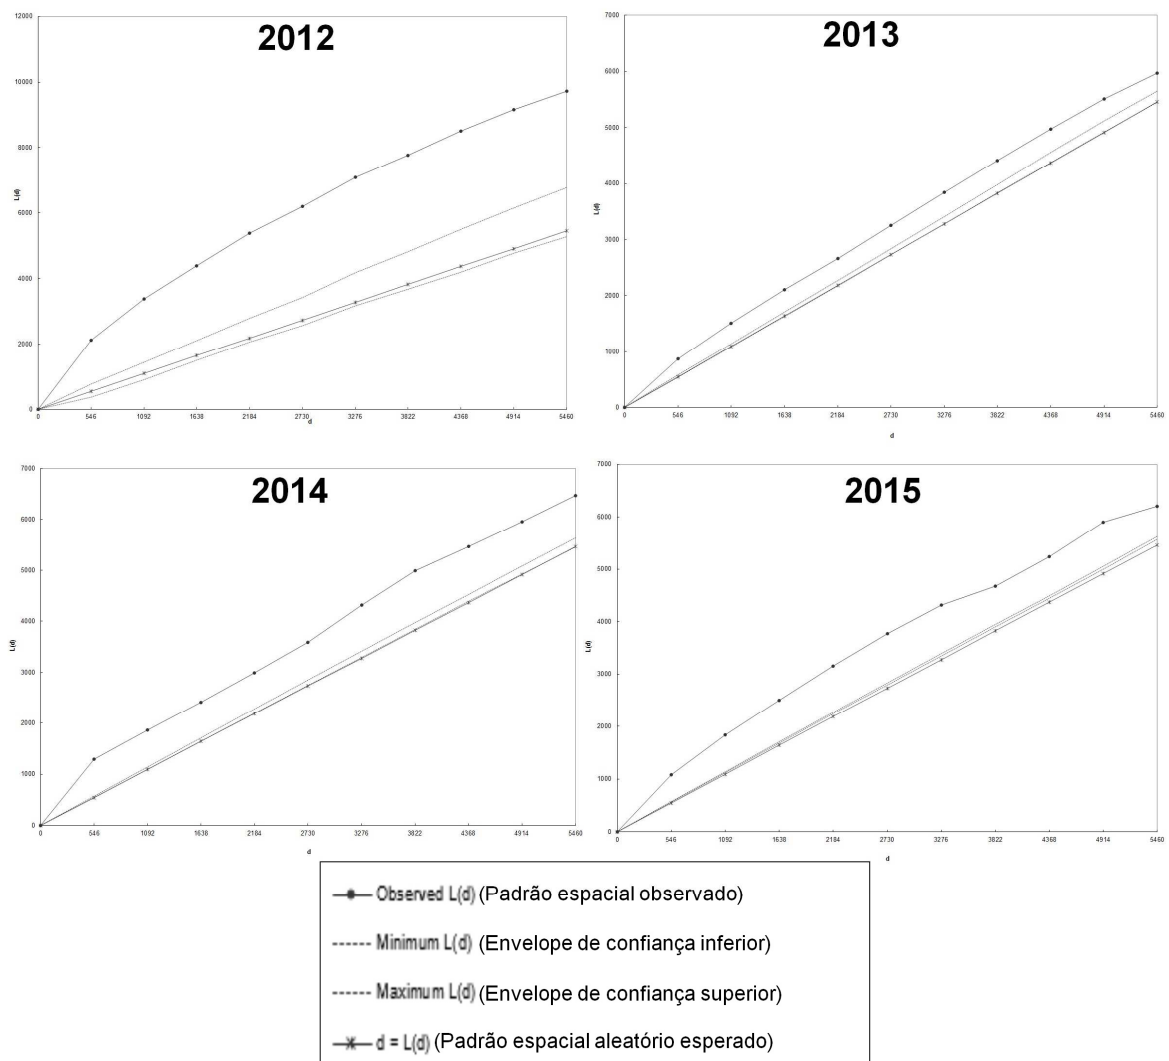 2012
12000
10000
8000
6000
4000
2000
0
L(d)
0 546 1092 1638 2184 2730 3276 3822 4368 4914 5460
d
2013
7000
6000
5000
4000
3000
2000
1000
0
L(d)
0 546 1092 1638 2184 2730 3276 3822 4368 4914 5460
d
2014
7000
6000
5000
4000
3000
2000
1000
0
L(d)
0 546 1092 1638 2184 2730 3276 3822 4368 4914 5460
d
2015
7000
6000
5000
4000
3000
2000
1000
0
L(d)
0 546 1092 1638 2184 2730 3276 3822 4368 4914 5460
d
Observed L(d) (Padrão espacial observado)
Minimum L(d) (Envelope de confiança inferior)
Maximum L(d) (Envelope de confiança superior)
d = L(d) (Padrão espacial aleatório esperado)